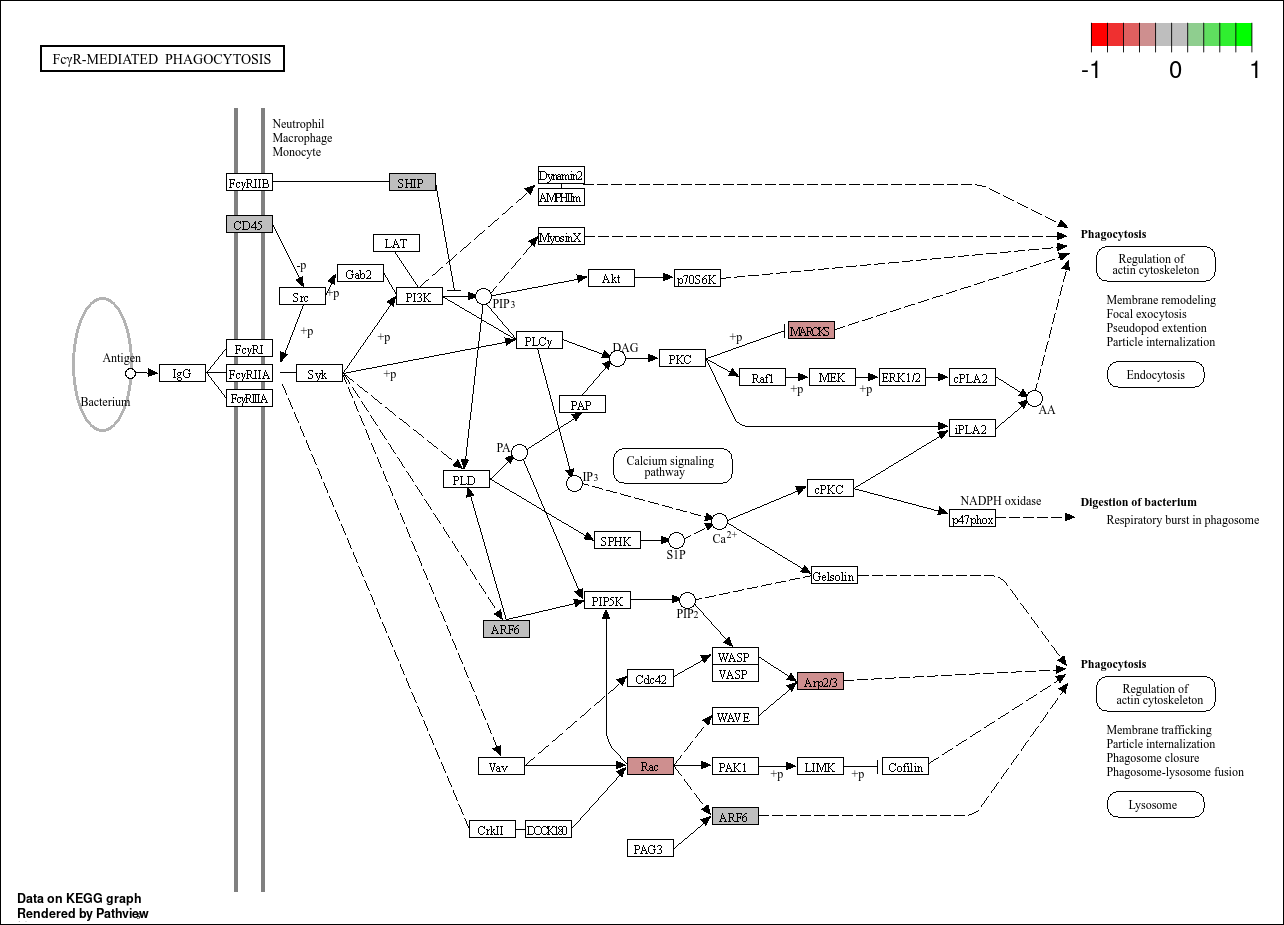 FcγR-MEDIATED PHAGOCYTOSIS
-1 0 1
Neutrophil
Macrophage
Monocyte
FcγRIIB
SHIP
Dynamin2
AMPHIIm
CD45
LAT
MyosinX
Phagocytosis
Regulation of
actin cytoskeleton
-p
Gab2
Akt
p70S6K
+p
Src
PI3K
PIP3
Membrane remodeling
Focal exocytosis
Pseudopod extention
Particle internalization
+p
+p
PLCγ
+p
MARCKS
FcγRI
DAG
PKC
Antigen
IgG
FcγRIIA
Syk
+p
Raf1
MEK
ERK1/2
cPLA2
Endocytosis
+p
+p
FcγRIIIA
Bacterium
PAP
AA
iPLA2
PA
Calcium signaling
pathway
PLD
IP3
cPKC
NADPH oxidase
Digestion of bacterium
p47phox
Respiratory burst in phagosome
SPHK
S1P
Ca2+
Gelsolin
PIP5K
PIP2
ARF6
WASP
VASP
Phagocytosis
Cdc42
Arp2/3
Regulation of
actin cytoskeleton
WAVE
Membrane trafficking
Particle internalization
Phagosome closure
Phagosome-lysosome fusion
Vav
Rac
PAK1
+p
LIMK
+p
Cofilin
Lysosome
ARF6
CrkII
DOCK180
PAG3
Data on KEGG graph
Rendered by Pathview